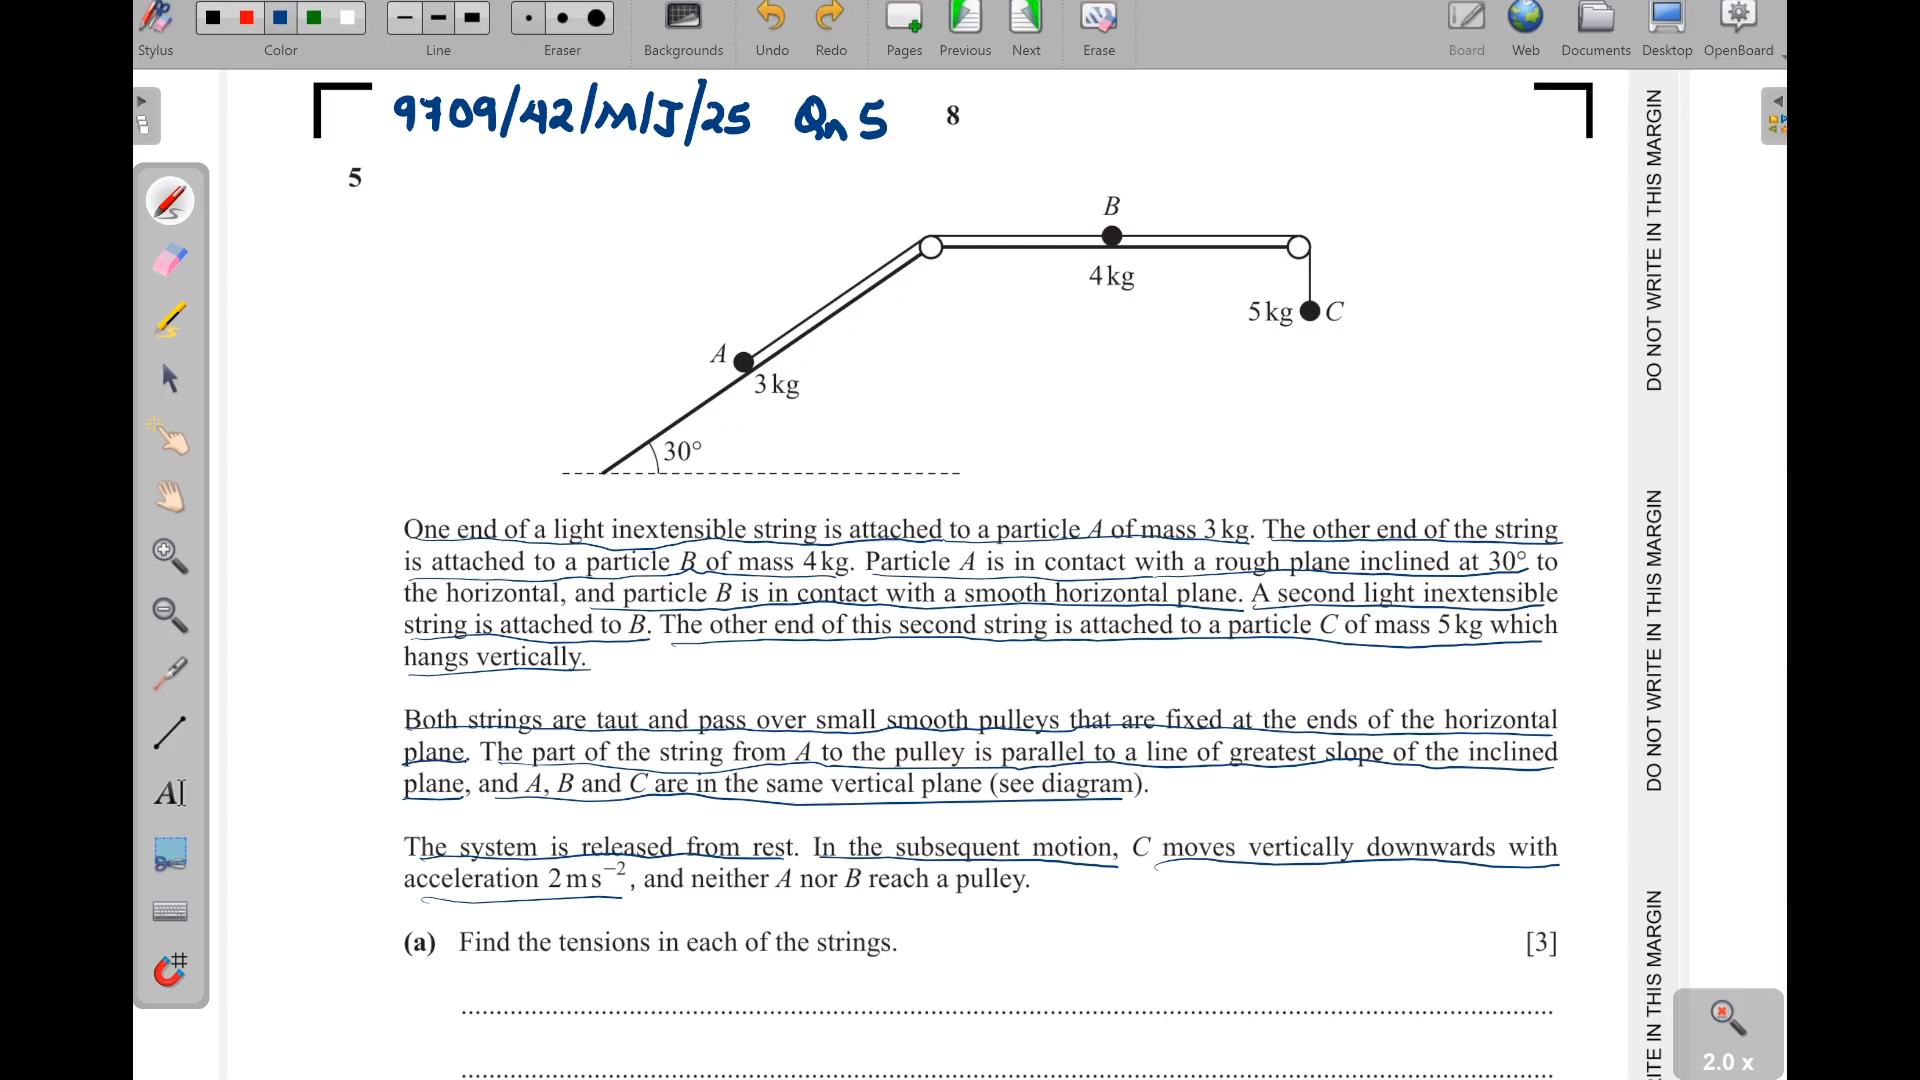 Stylus
Color
Line
Eraser
Backgrounds
Undo
Redo
Pages
Previous
Next
Erase
Board
Web
Documents
Desktop
OpenBoard
9709/42/M/J/25 Qn 5
8
5
B
4 kg
5 kg
C
A
3 kg
30°
One end of a light inextensible string is attached to a particle A of mass 3 kg. The other end of the string
is attached to a particle B of mass 4 kg. Particle A is in contact with a rough plane inclined at 30° to
the horizontal, and particle B is in contact with a smooth horizontal plane. A second light inextensible
string is attached to B. The other end of this second string is attached to a particle C of mass 5 kg which
hangs vertically.
Both strings are taut and pass over small smooth pulleys that are fixed at the ends of the horizontal
plane. The part of the string from A to the pulley is parallel to a line of greatest slope of the inclined
plane, and A, B and C are in the same vertical plane (see diagram).
The system is released from rest. In the subsequent motion, C moves vertically downwards with
acceleration 2 m s⁻², and neither A nor B reach a pulley.
(a) Find the tensions in each of the strings. [3]
DO NOT WRITE IN THIS MARGIN
DO NOT WRITE IN THIS MARGIN
ITE IN THIS MARGIN
AI
2.0 x